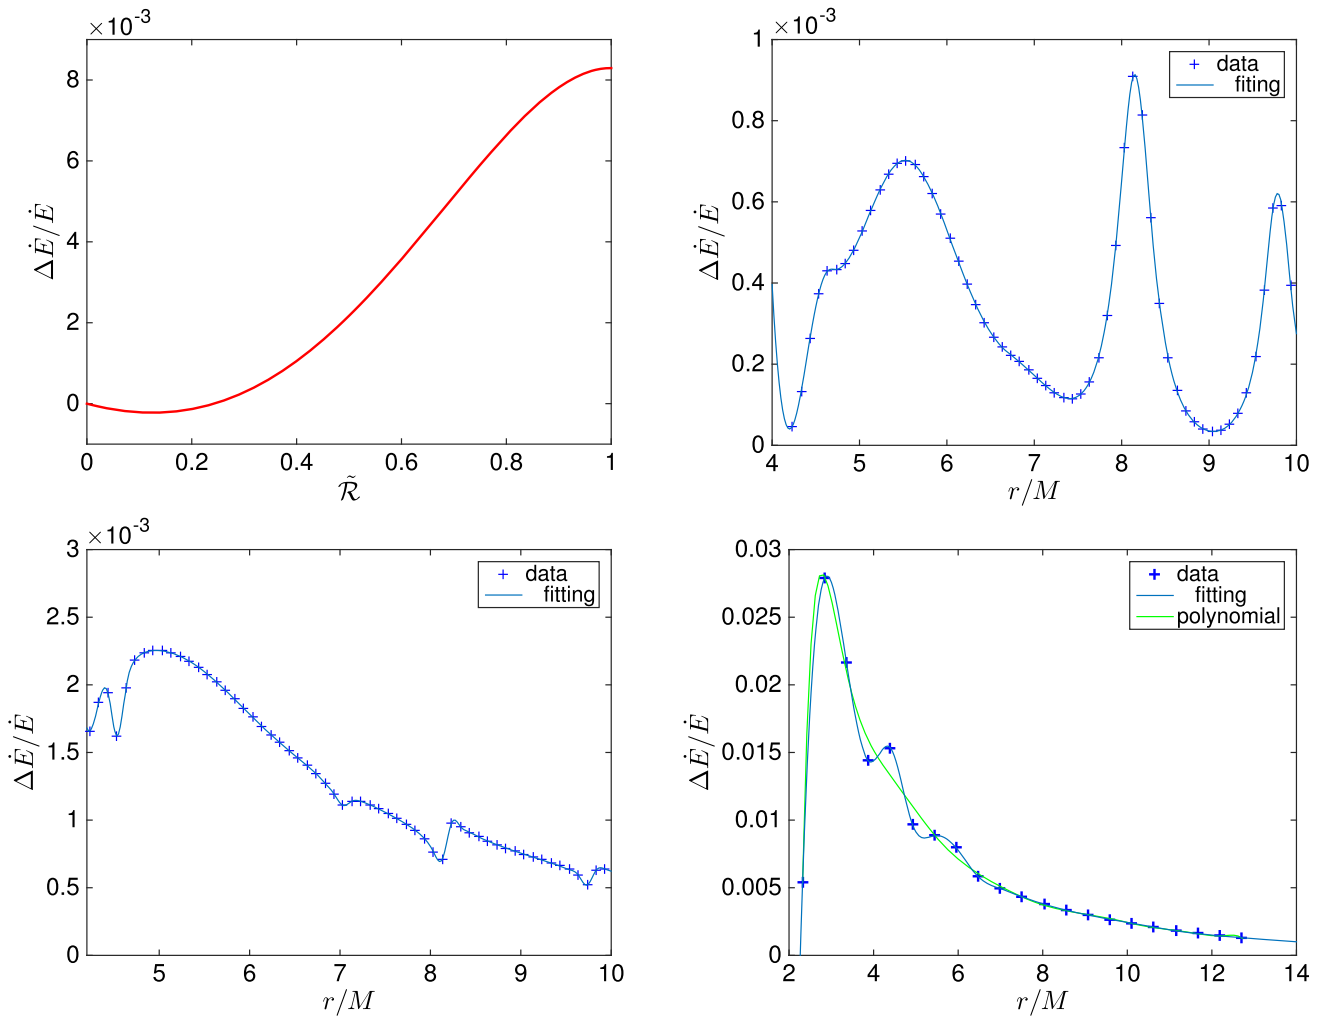 ×10⁻³
8
6
4
2
0
ΔĖ/Ė
0 0.2 0.4 0.6 0.8 1
R̃
×10⁻³
1
0.8
0.6
0.4
0.2
0
ΔĖ/Ė
4 5 6 7 8 9 10
r/M
data
fiting
×10⁻³
3
2.5
2
1.5
1
0.5
0
ΔĖ/Ė
5 6 7 8 9 10
r/M
data
fitting
0.03
0.025
0.02
0.015
0.01
0.005
0
ΔĖ/Ė
2 4 6 8 10 12 14
r/M
data
fitting
polynomial